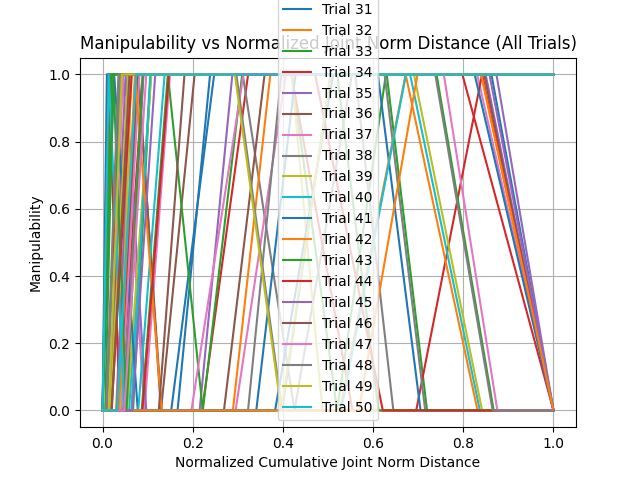 Trial 31
Trial 32
Manipulability vs Normalized Joint Norm Distance (All Trials)
Trial 33
Trial 34
Trial 35
Trial 36
Trial 37
Trial 38
Trial 39
Trial 40
Trial 41
Trial 42
Trial 43
Trial 44
Trial 45
Trial 46
Trial 47
Trial 48
Trial 49
Trial 50
Manipulability
1.0
0.8
0.6
0.4
0.2
0.0
0.0 0.2 0.4 0.6 0.8 1.0
Normalized Cumulative Joint Norm Distance